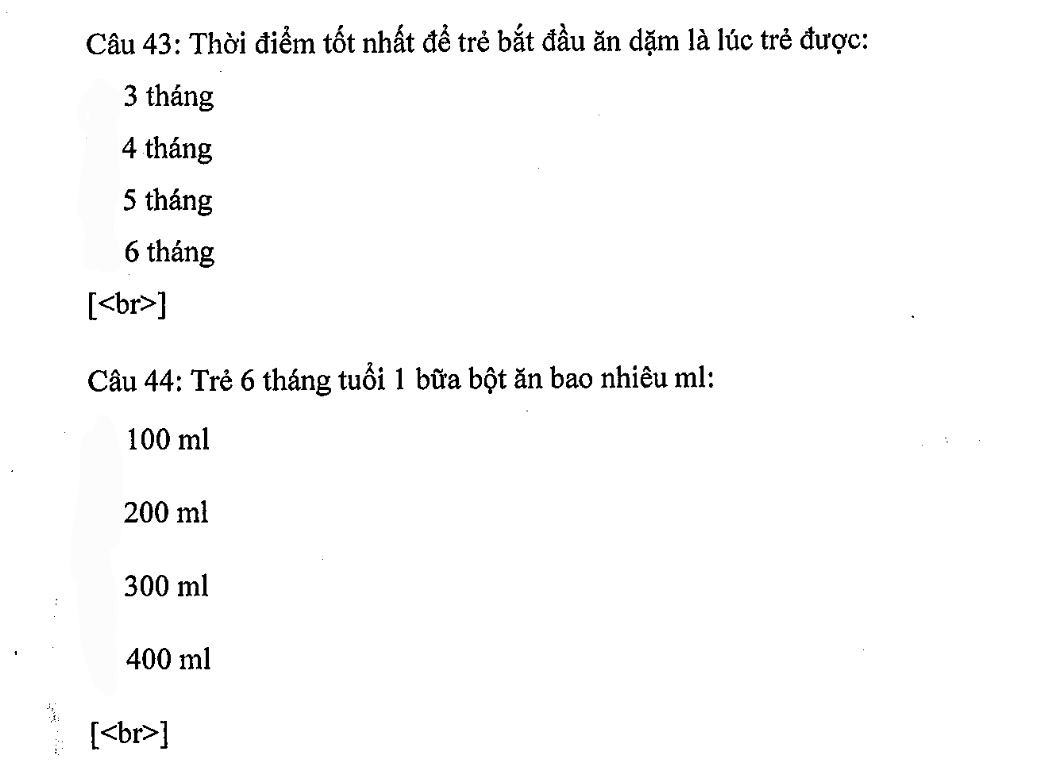 Câu 43: Thời điểm tốt nhất để trẻ bắt đầu ăn dặm là lúc trẻ được:
3 tháng
4 tháng
5 tháng
6 tháng
[<br>]
Câu 44: Trẻ 6 tháng tuổi 1 bữa bột ăn bao nhiêu ml:
100 ml
200 ml
300 ml
400 ml
[<br>]